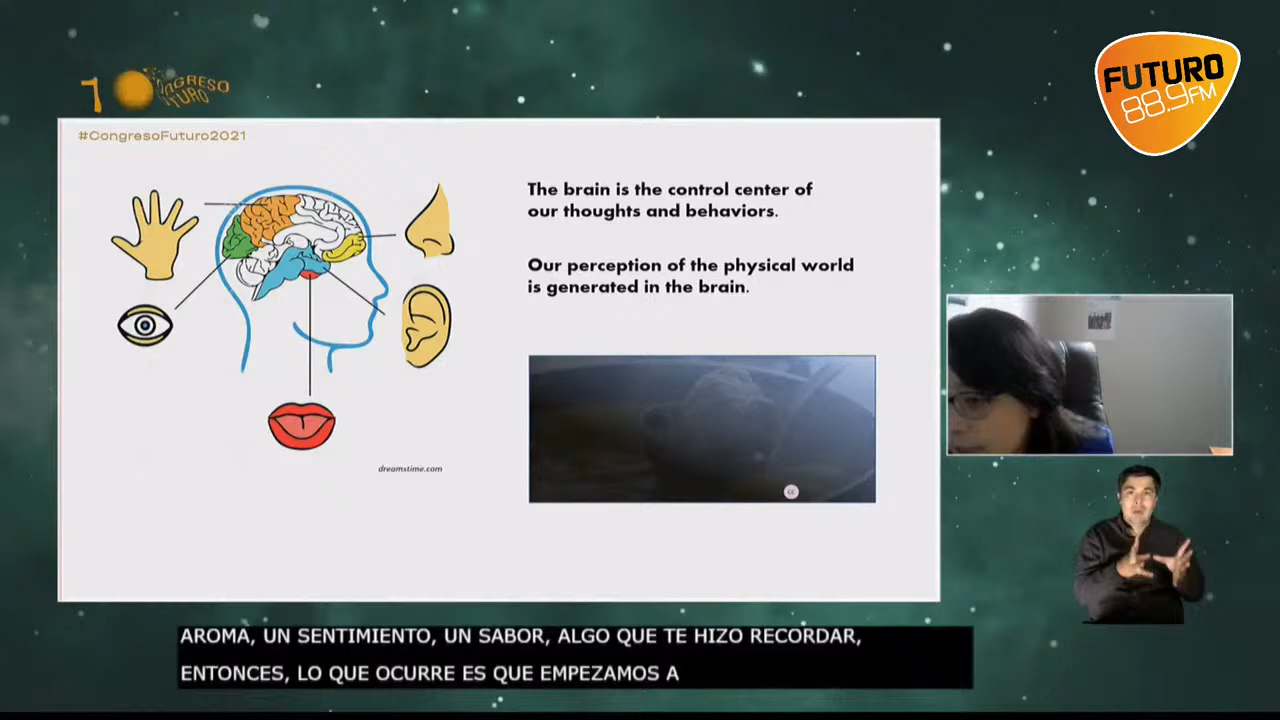 FUTURO
88.9FM
CONGRESO
FUTURO
#CongresoFuturo2021
The brain is the control center of
our thoughts and behaviors.
Our perception of the physical world
is generated in the brain.
dreamstime.com
cc
AROMA, UN SENTIMIENTO, UN SABOR, ALGO QUE TE HIZO RECORDAR,
ENTONCES, LO QUE OCURRE ES QUE EMPEZAMOS A